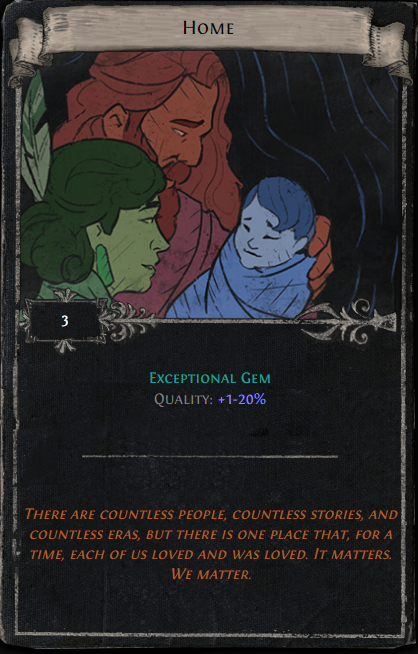 Home
3
Exceptional Gem
Quality: +1-20%
There are countless people, countless stories, and
countless eras, but there is one place that, for a
time, each of us loved and was loved. It matters.
We matter.